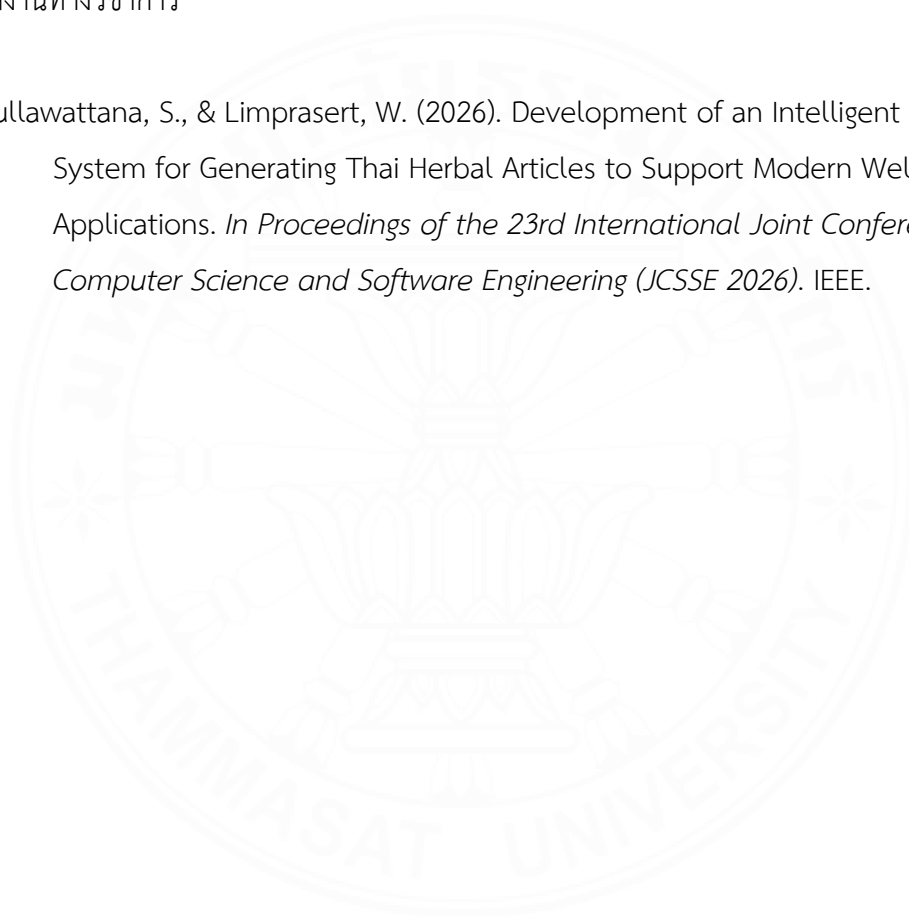 ullawattana, S., & Limprasert, W. (2026). Development of an Intelligent
System for Generating Thai Herbal Articles to Support Modern Wel
Applications. In Proceedings of the 23rd International Joint Confer
Computer Science and Software Engineering (JCSSE 2026). IEEE.
THAMMASAT UNIVERSITY